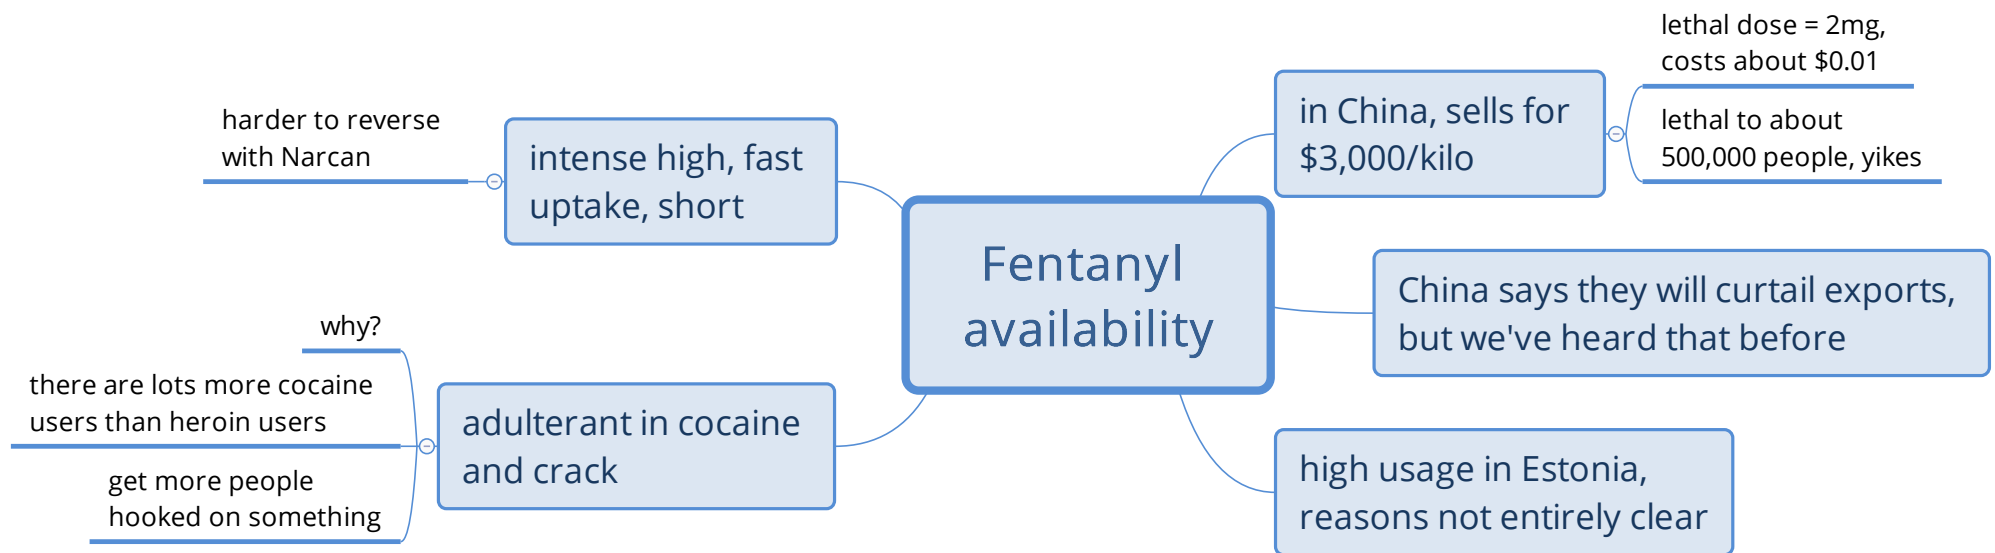 Fentanyl
availability
in China, sells for
$3,000/kilo
lethal dose = 2mg,
costs about $0.01
lethal to about
500,000 people, yikes
China says they will curtail exports,
but we've heard that before
high usage in Estonia,
reasons not entirely clear
intense high, fast
uptake, short
harder to reverse
with Narcan
adulterant in cocaine
and crack
why?
there are lots more cocaine
users than heroin users
get more people
hooked on something